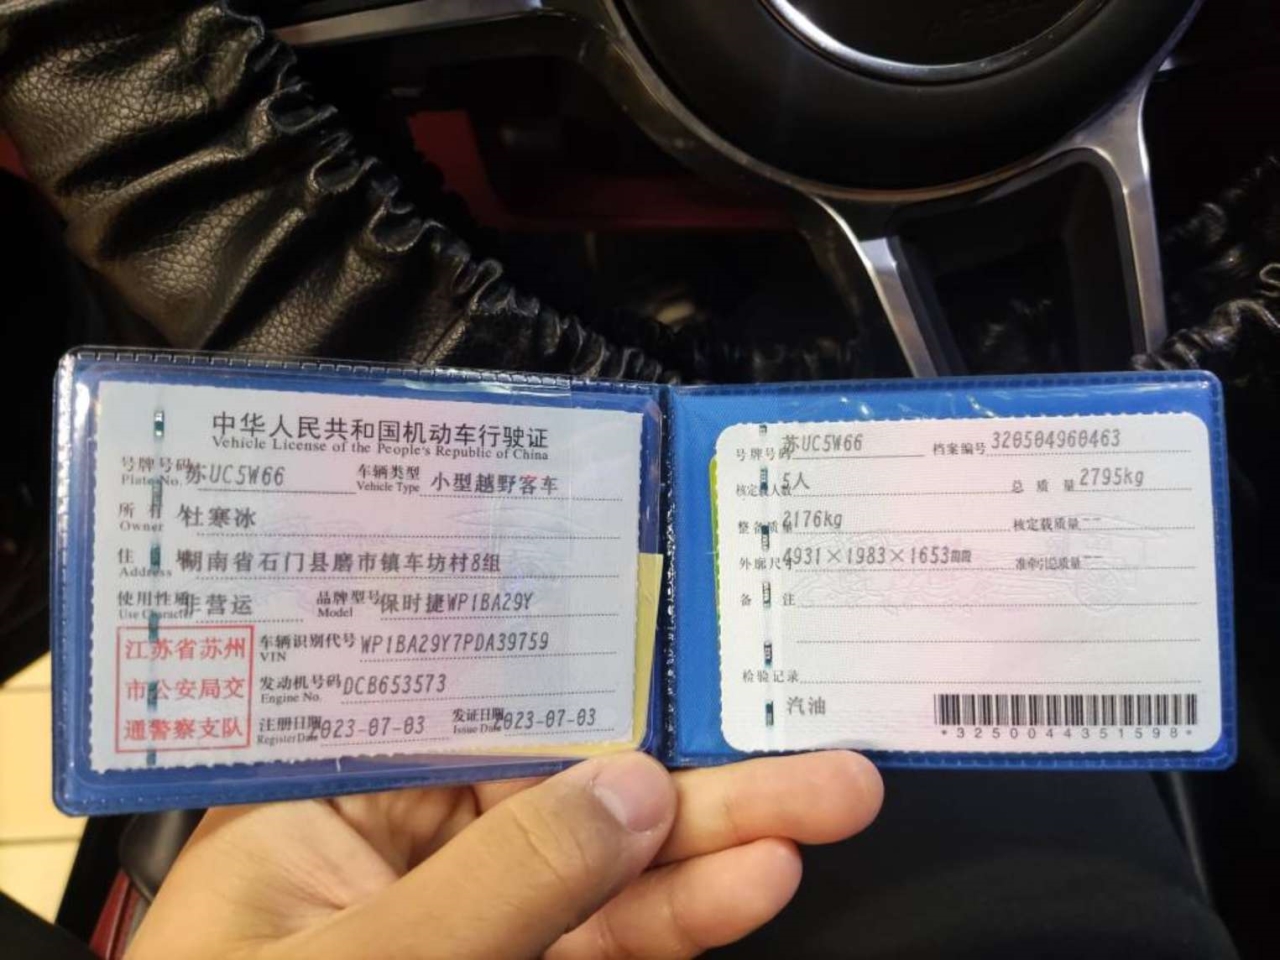 中华人民共和国机动车行驶证
Vehicle License of the People's Republic of China
号牌号码 苏UC5W66 车辆类型 小型越野客车
Plate No. Vehicle Type
所有 杜寒冰
Owner
住 湖南省石门县磨市镇车坊村8组
Address
使用性质 非营运 品牌型号 保时捷WP1BA29Y
Use Character Model
江苏省苏州
市公安局交
通警察支队
车辆识别代号 WP1BA29Y7PDA39759
VIN
发动机号码 DCB653573
Engine No.
注册日期 2023-07-03 发证日期 2023-07-03
Register Date Issue Date
号牌号码 苏UC5W66 档案编号 320504960463
核定载人数 5人 总质量 2795kg
整备质量 2176kg 核定载质量 --
外廓尺寸 4931×1983×1653mm 准牵引总质量 --
备注
检验记录
汽油
*3250044351598*